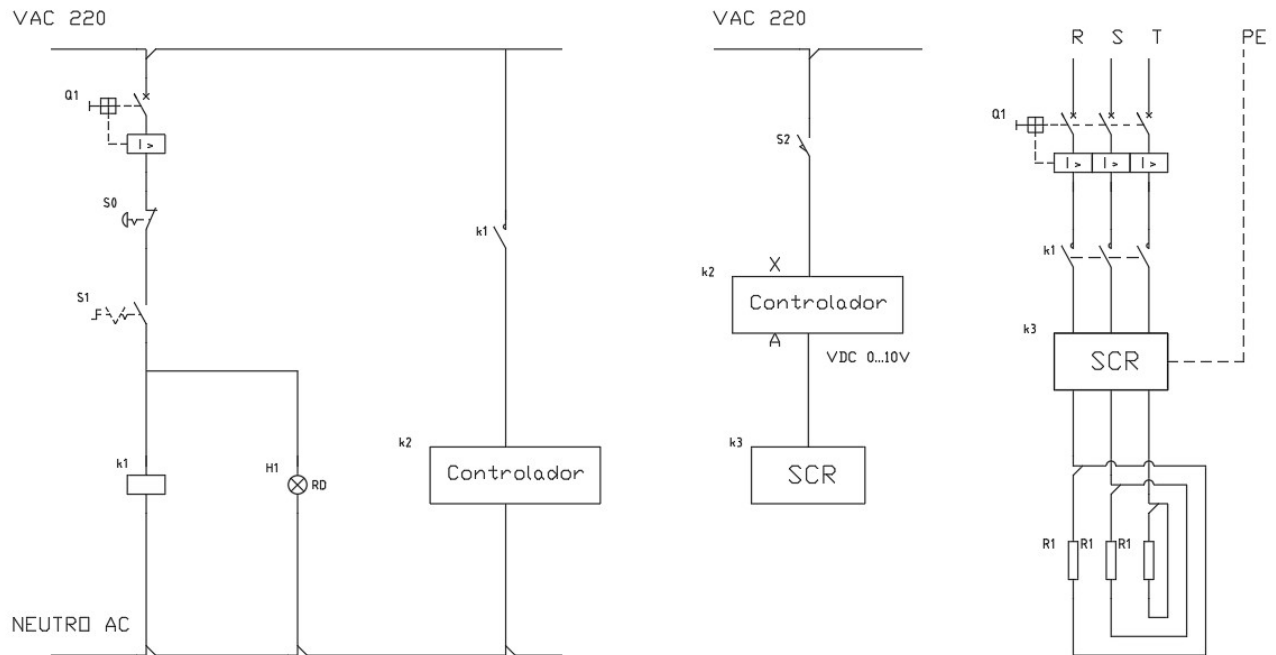 VAC 220
Q1
I >
S0
S1
k1
H1
RD
k1
k2
Controlador
NEUTRO AC
VAC 220
S2
X
k2
Controlador
A
VDC 0...10V
k3
SCR
R S T PE
Q1
I > I > I >
k1
k3
SCR
R1 R1 R1